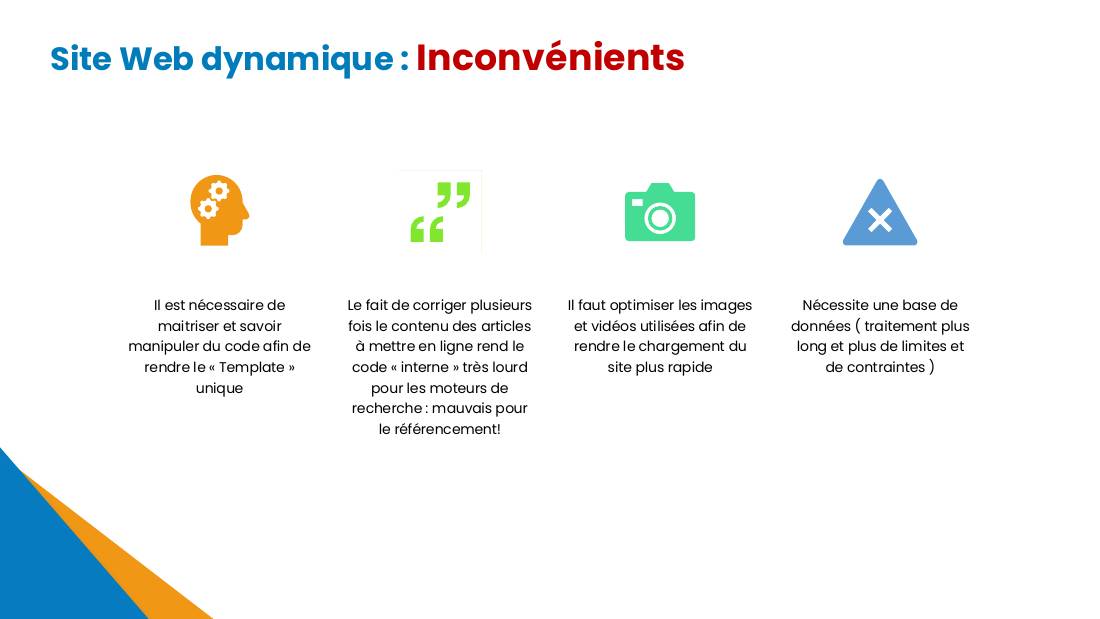 Site Web dynamique : Inconvénients
Il est nécessaire de
maitriser et savoir
manipuler du code afin de
rendre le « Template »
unique
Le fait de corriger plusieurs
fois le contenu des articles
à mettre en ligne rend le
code « interne » très lourd
pour les moteurs de
recherche : mauvais pour
le référencement!
Il faut optimiser les images
et vidéos utilisées afin de
rendre le chargement du
site plus rapide
Nécessite une base de
données ( traitement plus
long et plus de limites et
de contraintes )